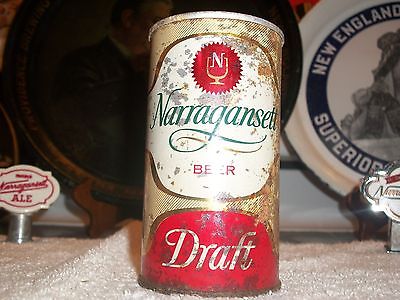 N
Narragansett
BEER
Draft
Narragansett
ALE
NEW ENGLAND
SUPERIOR